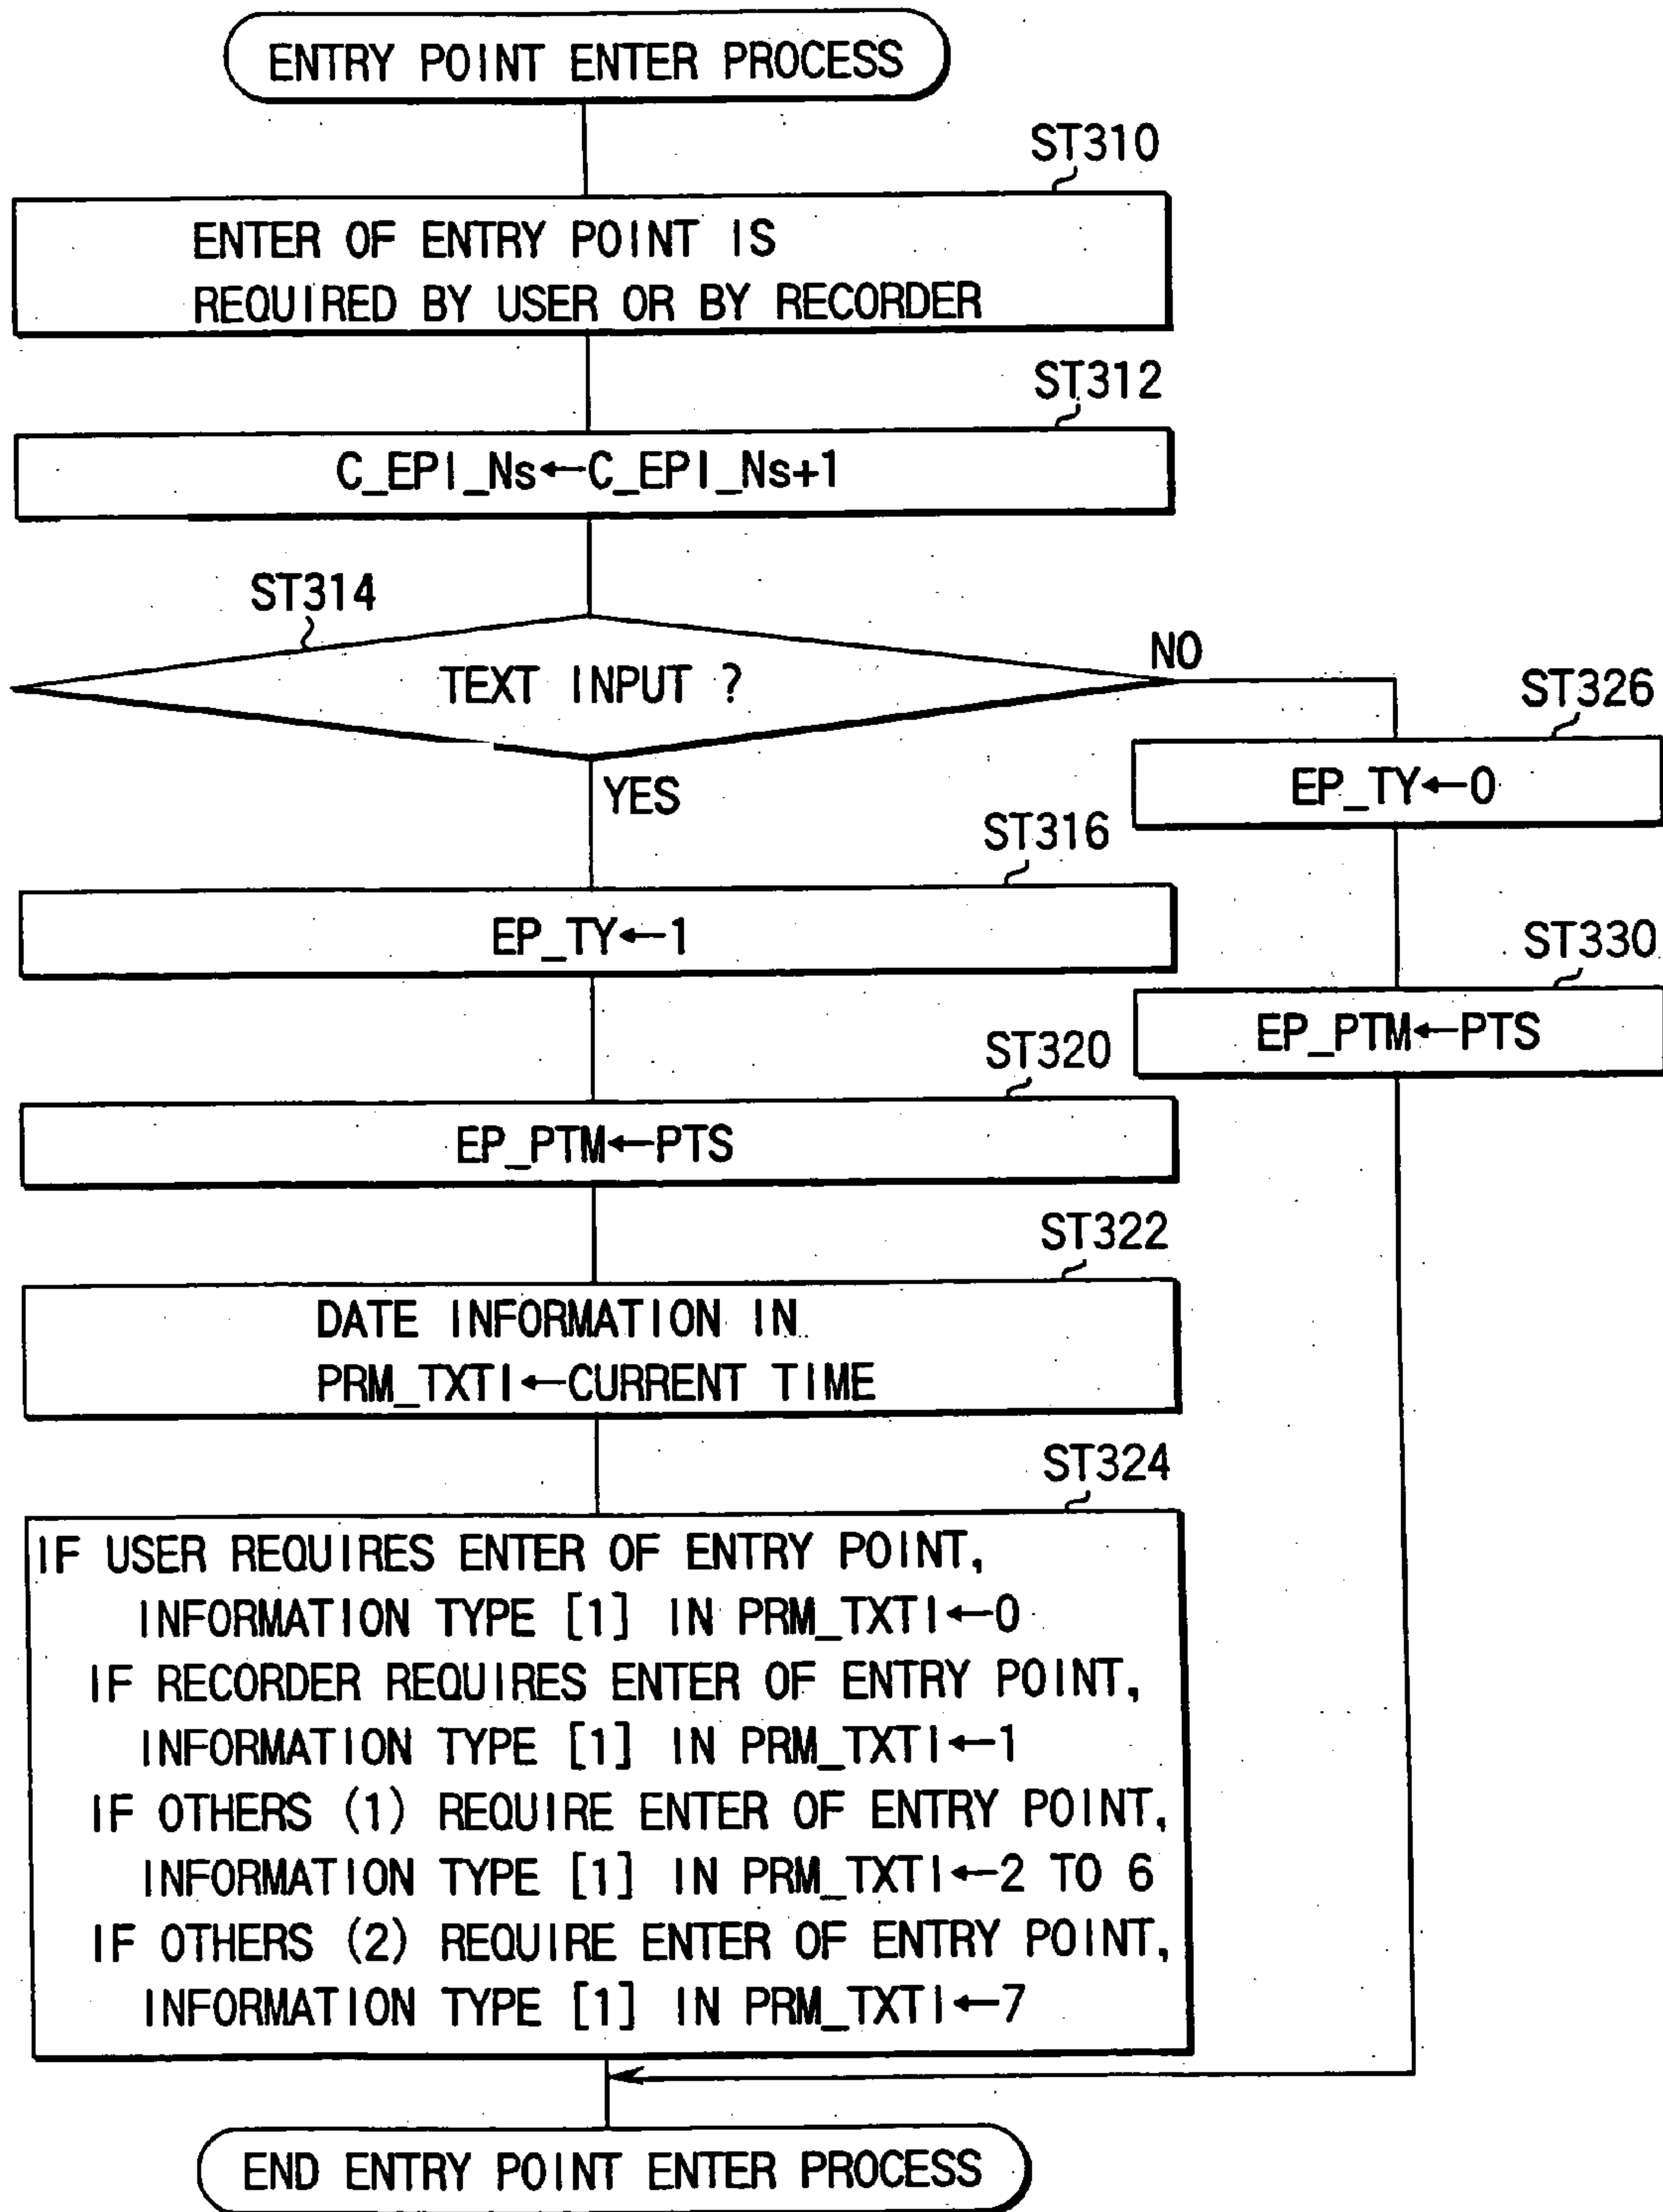 ENTRY POINT ENTER PROCESS
ST310
ENTER OF ENTRY POINT IS
REQUIRED BY USER OR BY RECORDER
ST312
C_EPI_Ns←C_EPI_Ns+1
ST314
TEXT INPUT ?
NO
YES
ST326
EP_TY←0
ST316
EP_TY←1
ST330
EP_PTM←PTS
ST320
EP_PTM←PTS
ST322
DATE INFORMATION IN
PRM_TXTI←CURRENT TIME
ST324
IF USER REQUIRES ENTER OF ENTRY POINT,
INFORMATION TYPE [1] IN PRM_TXTI←0
IF RECORDER REQUIRES ENTER OF ENTRY POINT,
INFORMATION TYPE [1] IN PRM_TXTI←1
IF OTHERS (1) REQUIRE ENTER OF ENTRY POINT,
INFORMATION TYPE [1] IN PRM_TXTI←2 TO 6
IF OTHERS (2) REQUIRE ENTER OF ENTRY POINT,
INFORMATION TYPE [1] IN PRM_TXTI←7
END ENTRY POINT ENTER PROCESS